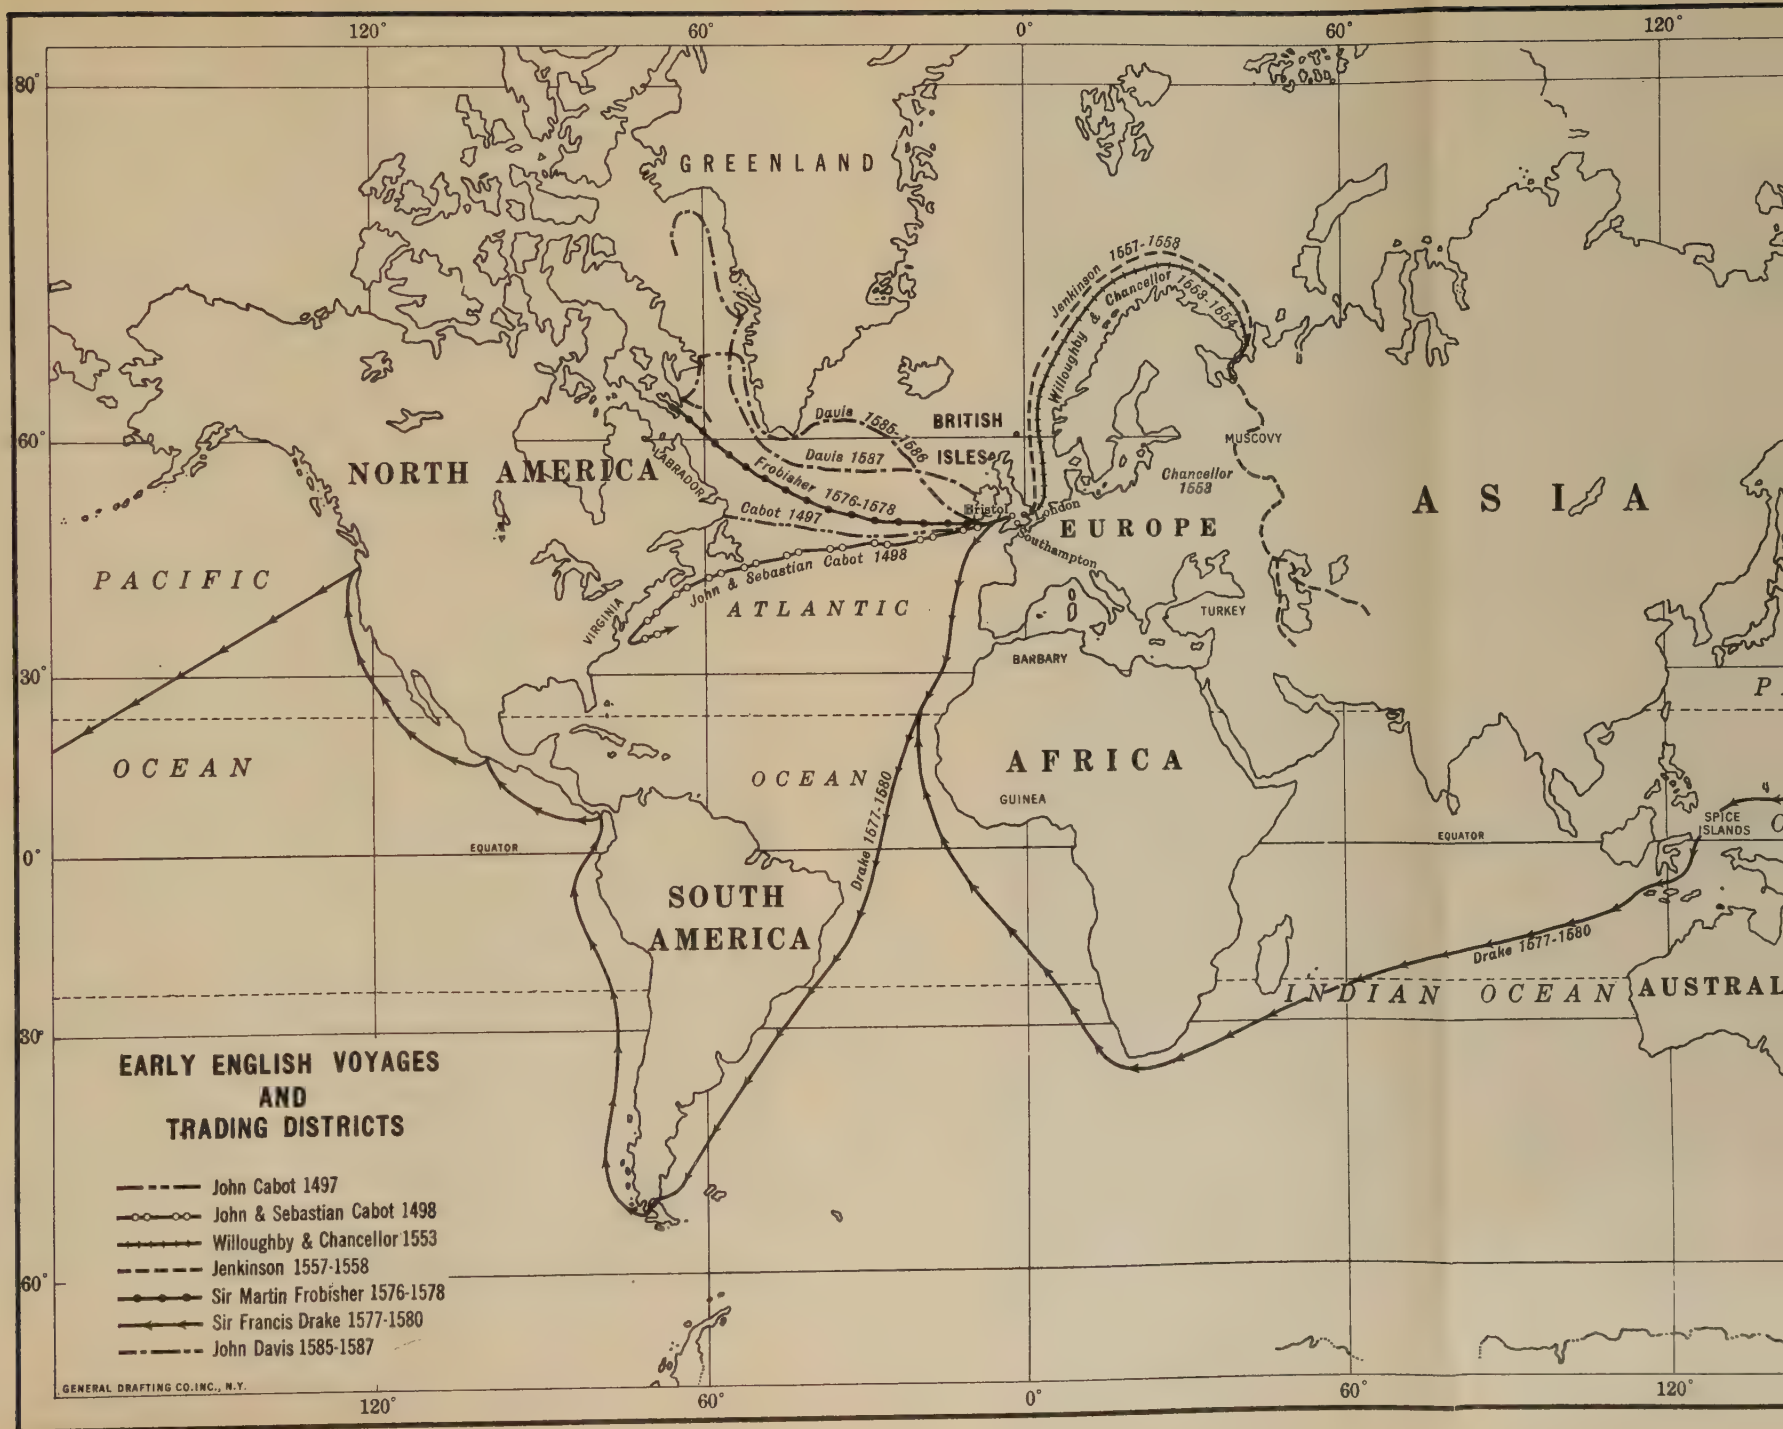 120° 60° 0° 60° 120°
80°
GREENLAND
Jenkinson 1557-1558
Willoughby & Chancellor 1553-1554
60°
Davis 1585-1586
BRITISH
ISLES
Davis 1587
MUSCOVY
Chancellor
1553
NORTH AMERICA
LABRADOR
Frobisher 1576-1578
ASIA
Cabot 1497
Bristol
London
EUROPE
Southampton
John & Sebastian Cabot 1498
PACIFIC
ATLANTIC
VIRGINIA
TURKEY
BARBARY
30°
P
OCEAN
OCEAN
AFRICA
GUINEA
Drake 1577-1580
SPICE
ISLANDS
EQUATOR
EQUATOR
0°
SOUTH
AMERICA
Drake 1577-1580
INDIAN OCEAN
AUSTRAL
30°
EARLY ENGLISH VOYAGES
AND
TRADING DISTRICTS
John Cabot 1497
John & Sebastian Cabot 1498
Willoughby & Chancellor 1553
Jenkinson 1557-1558
Sir Martin Frobisher 1576-1578
Sir Francis Drake 1577-1580
John Davis 1585-1587
60°
GENERAL DRAFTING CO.INC., N.Y.
120° 60° 0° 60° 120°